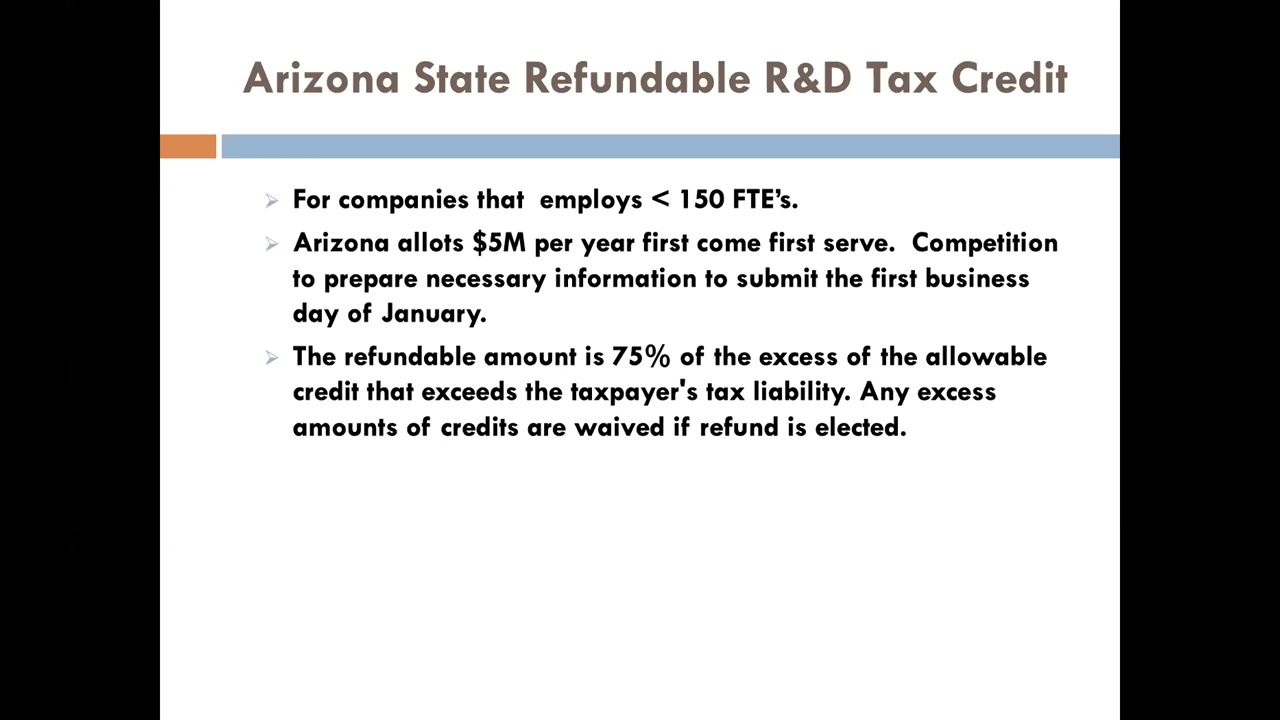 Arizona State Refundable R&D Tax Credit
For companies that  employs < 150 FTE’s.
Arizona allots $5M per year first come first serve.  Competition
to prepare necessary information to submit the first business
day of January.
The refundable amount is 75% of the excess of the allowable
credit that exceeds the taxpayer's tax liability. Any excess
amounts of credits are waived if refund is elected.